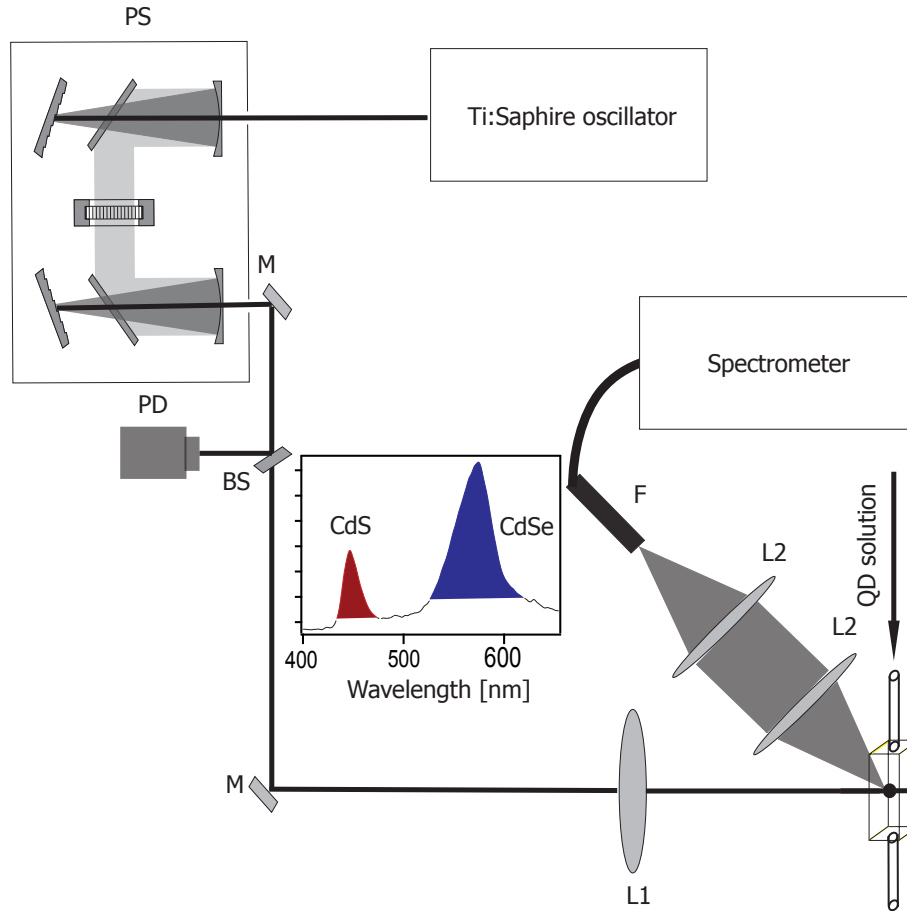 PS
Ti:Saphire oscillator
M
Spectrometer
PD
BS
F
CdS
CdSe
L2
QD solution
L2
400
500
600
Wavelength [nm]
M
L1